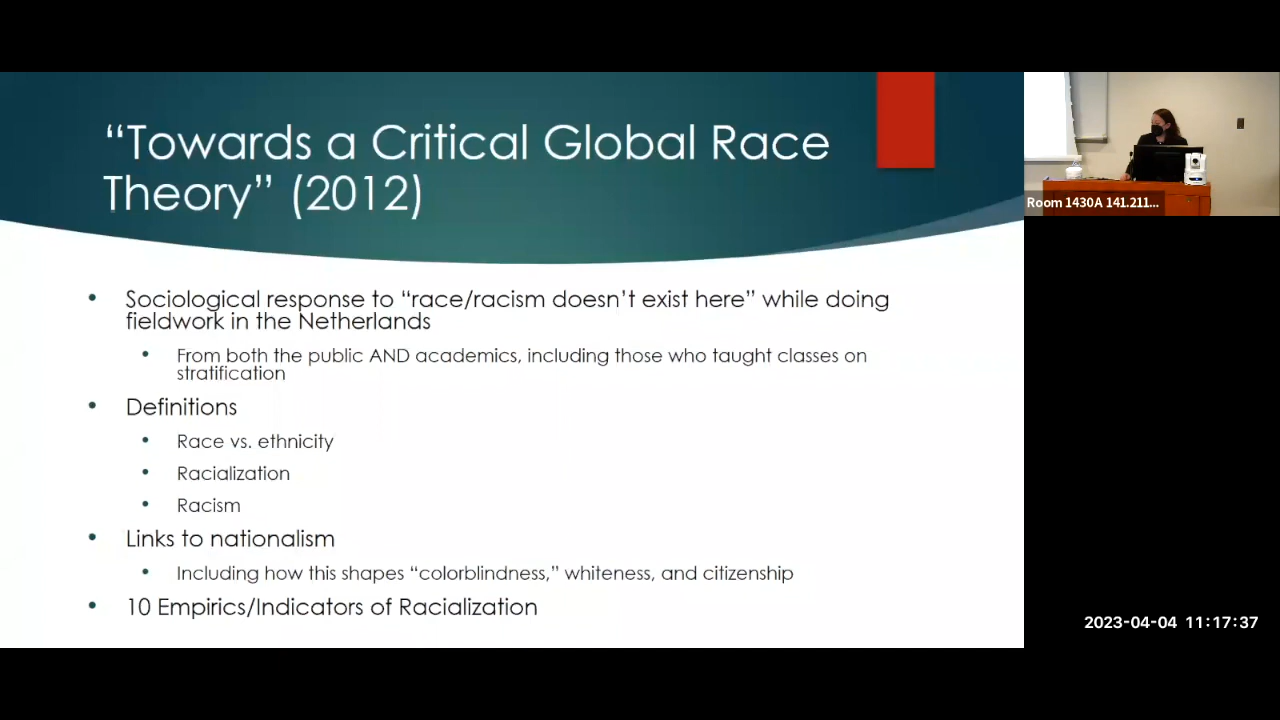 “Towards a Critical Global Race
Theory” (2012)
Sociological response to “race/racism doesn’t exist here” while doing
fieldwork in the Netherlands
From both the public AND academics, including those who taught classes on
stratification
Definitions
Race vs. ethnicity
Racialization
Racism
Links to nationalism
Including how this shapes “colorblindness,” whiteness, and citizenship
10 Empirics/Indicators of Racialization
Room 1430A 141.211...
2023-04-04 11:17:37